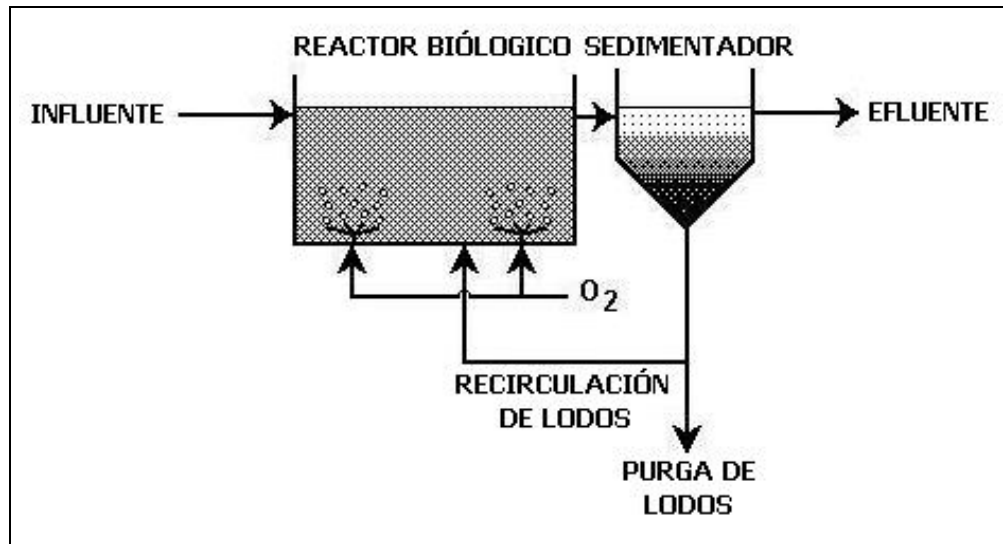 REACTOR BIÓLOGICO SEDIMENTADOR
INFLUENTE
EFLUENTE
O2
RECIRCULACIÓN
DE LODOS
PURGA DE
LODOS